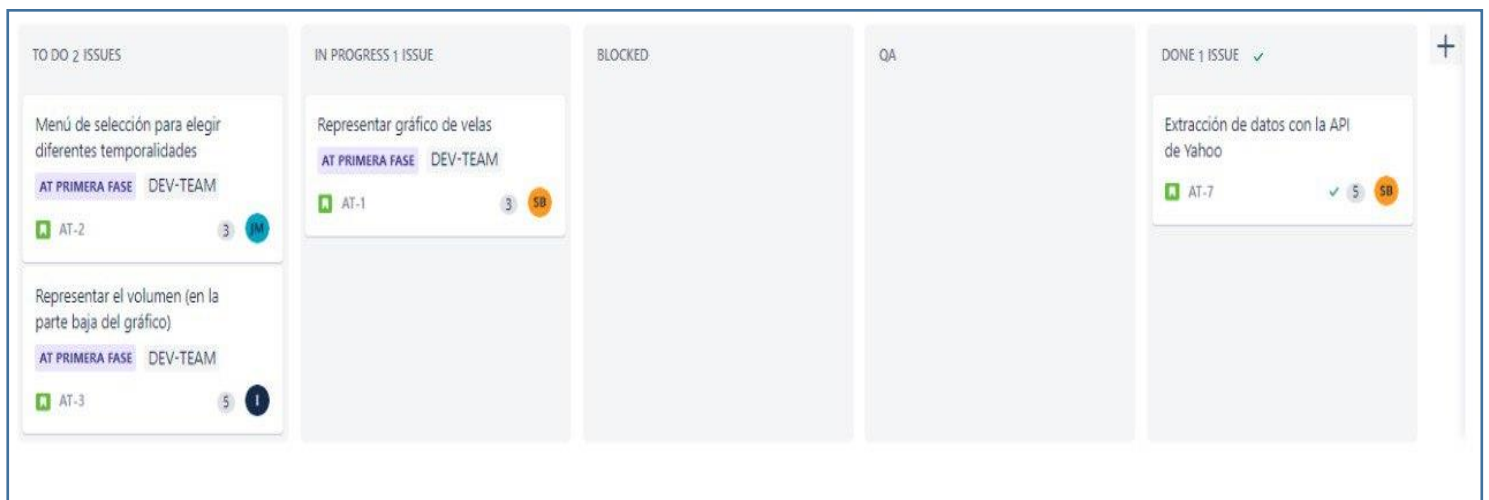 TO DO 2 ISSUES
Menú de selección para elegir
diferentes temporalidades
AT PRIMERA FASE DEV-TEAM
AT-2 3 JM
Representar el volumen (en la
parte baja del gráfico)
AT PRIMERA FASE DEV-TEAM
AT-3 5 I
IN PROGRESS 1 ISSUE
Representar gráfico de velas
AT PRIMERA FASE DEV-TEAM
AT-1 3 SB
BLOCKED
QA
DONE 1 ISSUE
Extracción de datos con la API
de Yahoo
AT-7 5 SB